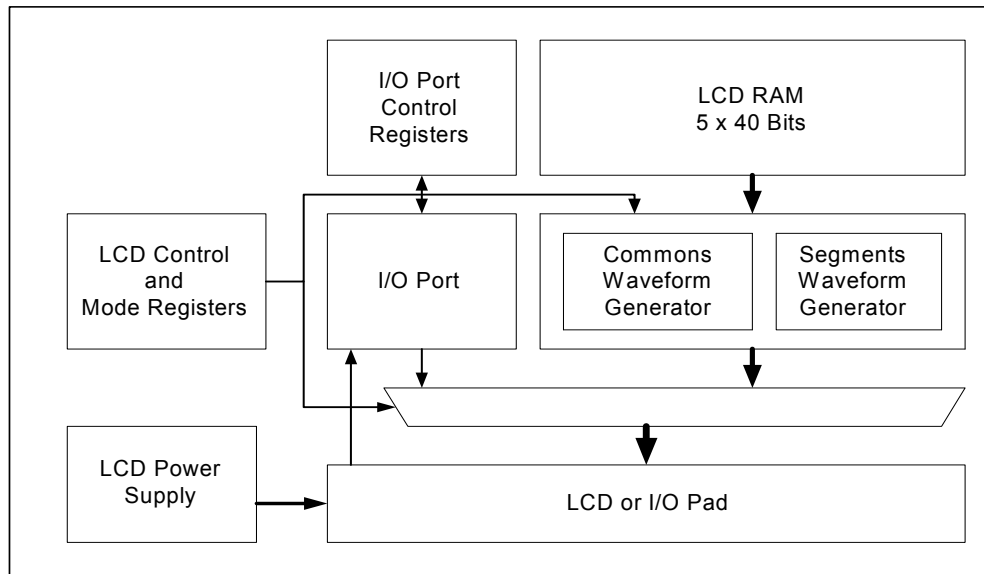 I/O Port
Control
Registers
LCD RAM
5 x 40 Bits
LCD Control
and
Mode Registers
I/O Port
Commons
Waveform
Generator
Segments
Waveform
Generator
LCD Power
Supply
LCD or I/O Pad